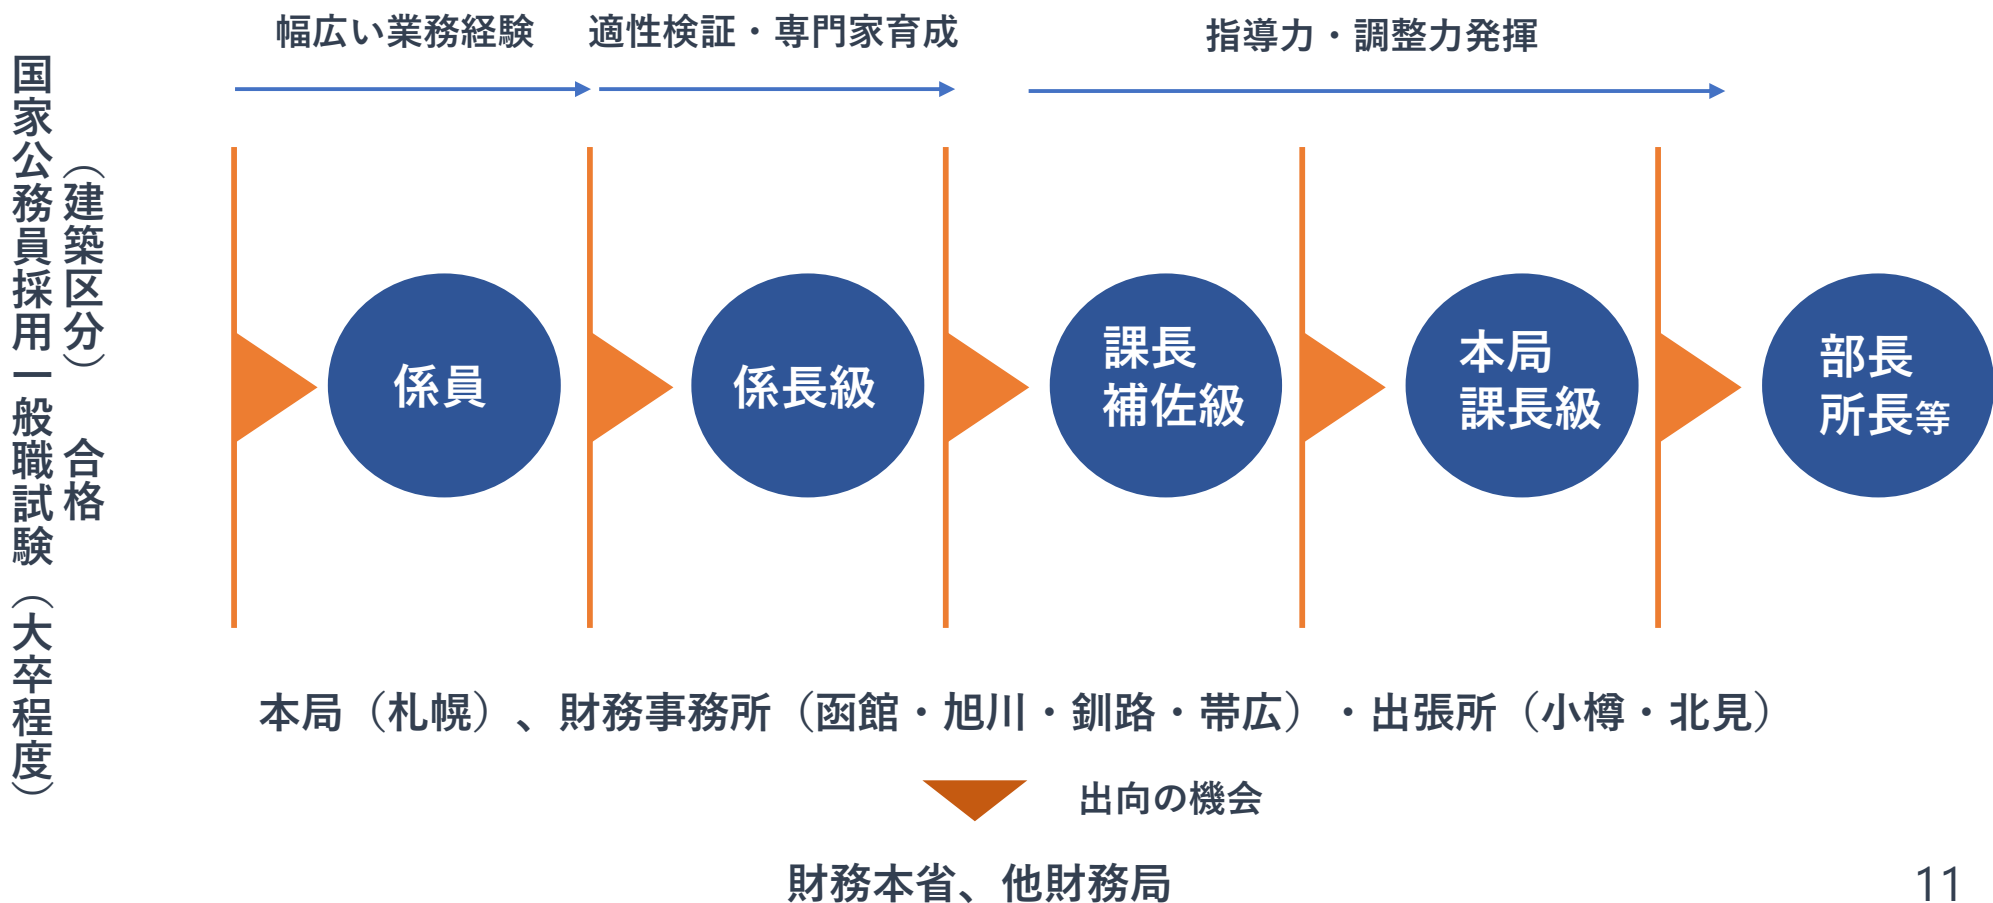 国家公務員採用一般職試験（大卒程度）
（建築区分）　合格
幅広い業務経験
適性検証・専門家育成
指導力・調整力発揮
係員
係長級
課長
補佐級
本局
課長級
部長
所長等
本局（札幌）、財務事務所（函館・旭川・釧路・帯広）・出張所（小樽・北見）
出向の機会
財務本省、他財務局
11